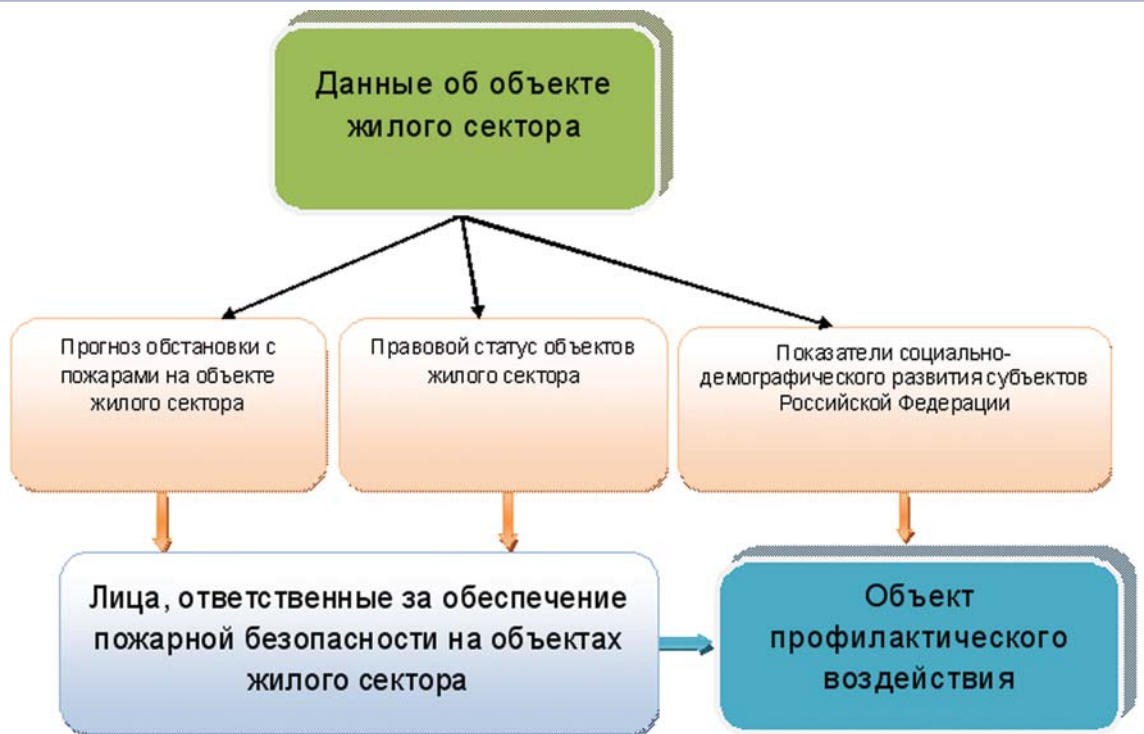 Данные об объекте
жилого сектора
Прогноз обстановки с
пожарами на объекте
жилого сектора
Правовой статус объектов
жилого сектора
Показатели социально-
демографического развития субъектов
Российской Федерации
Лица, ответственные за обеспечение
пожарной безопасности на объектах
жилого сектора
Объект
профилактического
воздействия